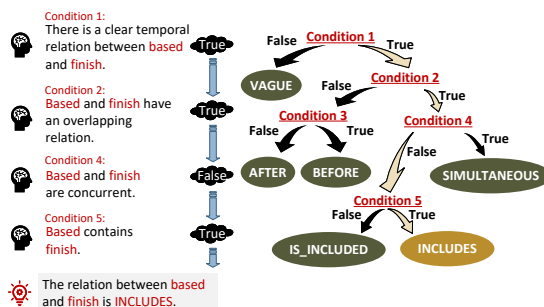 Condition 1:
There is a clear temporal
relation between based
and finish.
True
Condition 2:
Based and finish have
an overlapping
relation.
True
Condition 4:
Based and finish
are concurrent.
False
Condition 5:
Based contains
finish.
True
The relation between based
and finish is INCLUDES.
False
Condition 1
True
VAGUE
Condition 2
False
True
Condition 3
False
True
AFTER
BEFORE
Condition 4
False
True
SIMULTANEOUS
Condition 5
False
True
IS_INCLUDED
INCLUDES